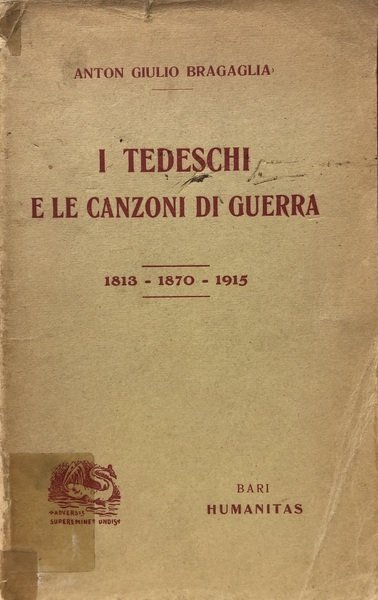 ANTON GIULIO BRAGAGLIA
I TEDESCHI
E LE CANZONI DI GUERRA
1813 - 1870 - 1915
ADVERSIS
SUPEREMINET UNDIS
BARI
HUMANITAS